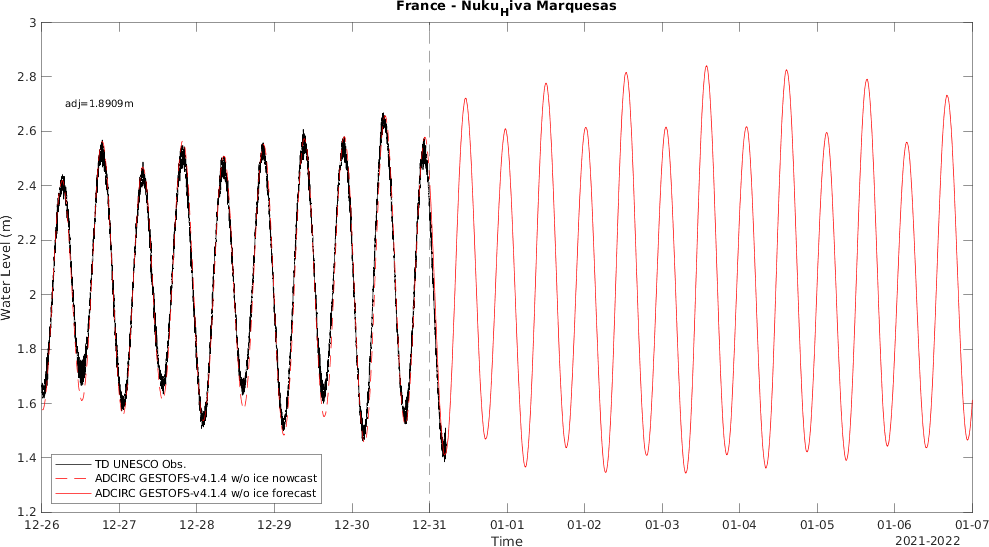 France - Nuku Hiva Marquesas
3
2.8
2.6
2.4
2.2
2
1.8
1.6
1.4
1.2
Water Level (m)
adj=1.8909m
TD UNESCO Obs.
ADCIRC GESTOFS-v4.1.4 w/o ice nowcast
ADCIRC GESTOFS-v4.1.4 w/o ice forecast
12-26 12-27 12-28 12-29 12-30 12-31 01-01 01-02 01-03 01-04 01-05 01-06 01-07
Time
2021-2022